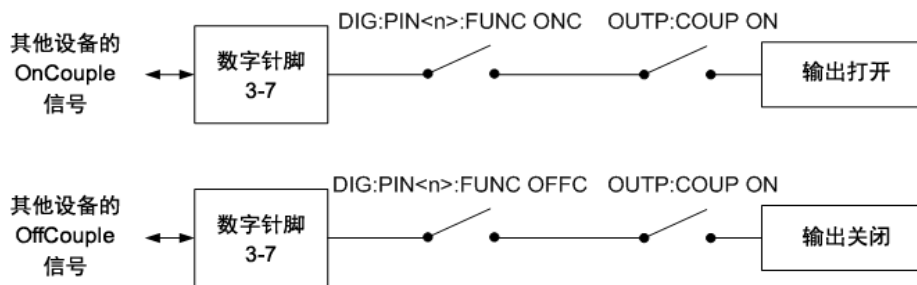 DIG:PIN<n>:FUNC ONC OUTP:COUP ON
其他设备的
OnCouple
信号
数字针脚
3-7
输出打开
DIG:PIN<n>:FUNC OFFC OUTP:COUP ON
其他设备的
OffCouple
信号
数字针脚
3-7
输出关闭